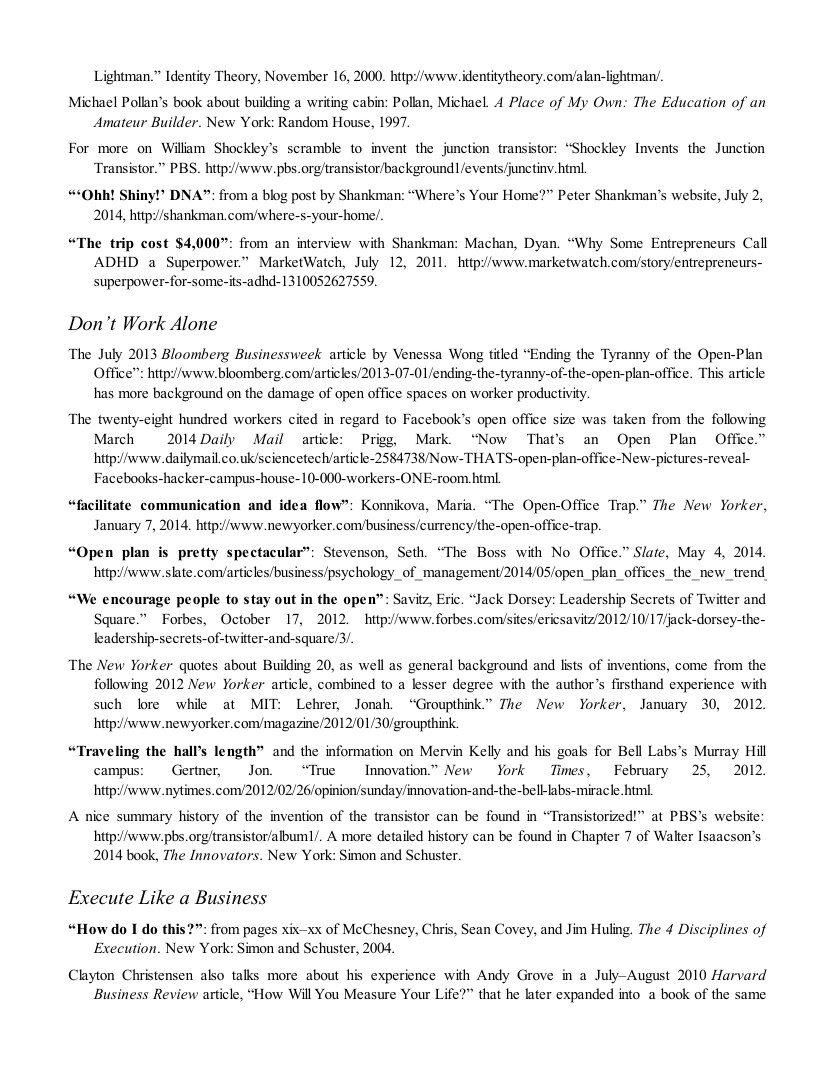 Lightman.” Identity Theory, November 16, 2000. http://www.identitytheory.com/alan-lightman/.
Michael Pollan’s book about building a writing cabin: Pollan, Michael. A Place of My Own: The Education of an
Amateur Builder. New York: Random House, 1997.
For more on William Shockley’s scramble to invent the junction transistor: “Shockley Invents the Junction
Transistor.” PBS. http://www.pbs.org/transistor/background1/events/junctinv.html.
“‘Ohh! Shiny!’ DNA”: from a blog post by Shankman: “Where’s Your Home?” Peter Shankman’s website, July 2,
2014, http://shankman.com/where-s-your-home/.
“The trip cost $4,000”: from an interview with Shankman: Machan, Dyan. “Why Some Entrepreneurs Call
ADHD a Superpower.” MarketWatch, July 12, 2011. http://www.marketwatch.com/story/entrepreneurs-
superpower-for-some-its-adhd-1310052627559.
Don’t Work Alone
The July 2013 Bloomberg Businessweek article by Venessa Wong titled “Ending the Tyranny of the Open-Plan
Office”: http://www.bloomberg.com/articles/2013-07-01/ending-the-tyranny-of-the-open-plan-office. This article
has more background on the damage of open office spaces on worker productivity.
The twenty-eight hundred workers cited in regard to Facebook’s open office size was taken from the following
March 2014 Daily Mail article: Prigg, Mark. “Now That’s an Open Plan Office.”
http://www.dailymail.co.uk/sciencetech/article-2584738/Now-THATS-open-plan-office-New-pictures-reveal-
Facebooks-hacker-campus-house-10-000-workers-ONE-room.html.
“facilitate communication and idea flow”: Konnikova, Maria. “The Open-Office Trap.” The New Yorker,
January 7, 2014. http://www.newyorker.com/business/currency/the-open-office-trap.
“Open plan is pretty spectacular”: Stevenson, Seth. “The Boss with No Office.” Slate, May 4, 2014.
http://www.slate.com/articles/business/psychology_of_management/2014/05/open_plan_offices_the_new_trend_
“We encourage people to stay out in the open”: Savitz, Eric. “Jack Dorsey: Leadership Secrets of Twitter and
Square.” Forbes, October 17, 2012. http://www.forbes.com/sites/ericsavitz/2012/10/17/jack-dorsey-the-
leadership-secrets-of-twitter-and-square/3/.
The New Yorker quotes about Building 20, as well as general background and lists of inventions, come from the
following 2012 New Yorker article, combined to a lesser degree with the author’s firsthand experience with
such lore while at MIT: Lehrer, Jonah. “Groupthink.” The New Yorker, January 30, 2012.
http://www.newyorker.com/magazine/2012/01/30/groupthink.
“Traveling the hall’s length” and the information on Mervin Kelly and his goals for Bell Labs’s Murray Hill
campus: Gertner, Jon. “True Innovation.” New York Times, February 25, 2012.
http://www.nytimes.com/2012/02/26/opinion/sunday/innovation-and-the-bell-labs-miracle.html.
A nice summary history of the invention of the transistor can be found in “Transistorized!” at PBS’s website:
http://www.pbs.org/transistor/album1/. A more detailed history can be found in Chapter 7 of Walter Isaacson’s
2014 book, The Innovators. New York: Simon and Schuster.
Execute Like a Business
“How do I do this?”: from pages xix–xx of McChesney, Chris, Sean Covey, and Jim Huling. The 4 Disciplines of
Execution. New York: Simon and Schuster, 2004.
Clayton Christensen also talks more about his experience with Andy Grove in a July–August 2010 Harvard
Business Review article, “How Will You Measure Your Life?” that he later expanded into a book of the same